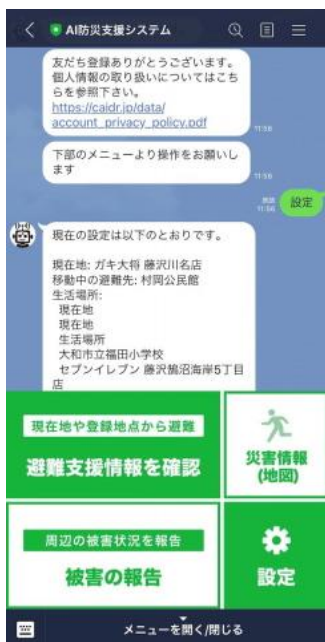 AI防災支援システム
友だち登録ありがとうございます。
個人情報の取り扱いについてはこち
らを参照下さい。
https://caidr.jp/data/
account_privacy_policy.pdf
11:56
下部のメニューより操作をお願いし
ます
11:56
既読
11:56
設定
現在の設定は以下のとおりです。
現在地: ガキ大将 藤沢川名店
移動中の避難先: 村岡公民館
生活場所:
現在地
現在地
生活場所
大和市立福田小学校
セブンイレブン 藤沢鵠沼海岸5丁目
店
現在地や登録地点から避難
避難支援情報を確認
災害情報
(地図)
周辺の被害状況を報告
被害の報告
設定
メニューを開く/閉じる